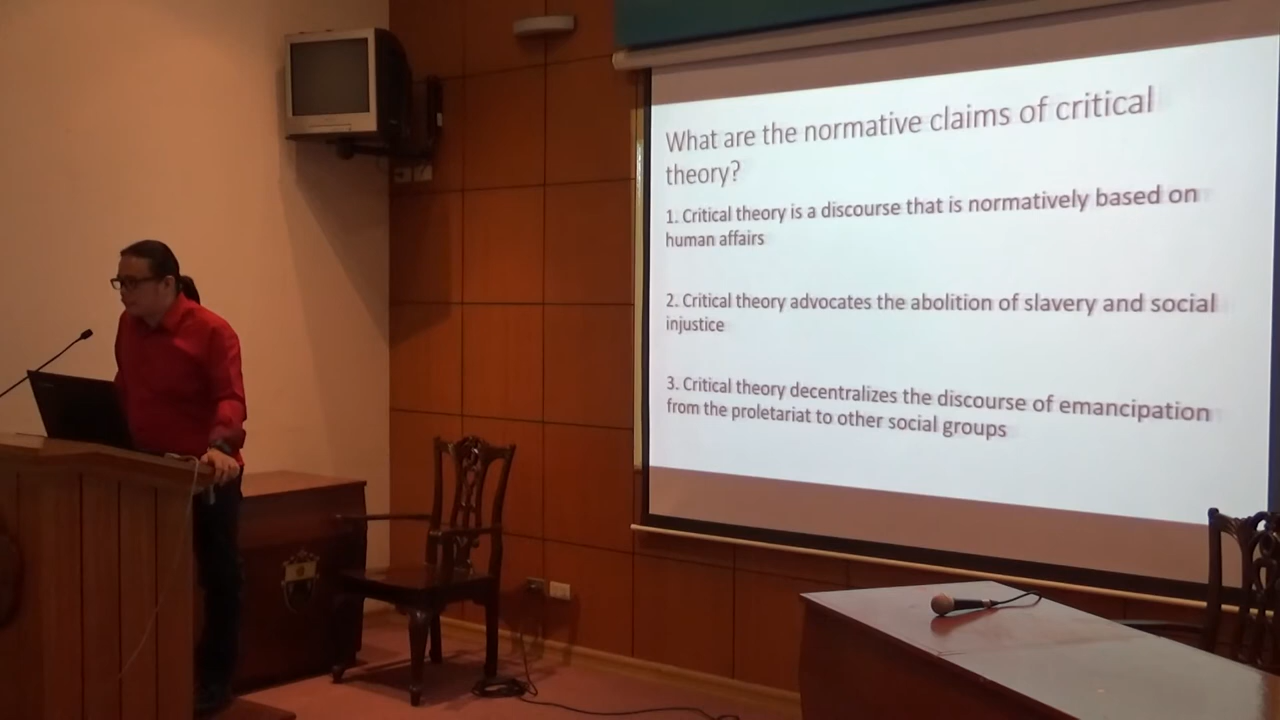 What are the normative claims of critical
theory?
1. Critical theory is a discourse that is normatively based on
human affairs
2. Critical theory advocates the abolition of slavery and social
injustice
3. Critical theory decentralizes the discourse of emancipation
from the proletariat to other social groups